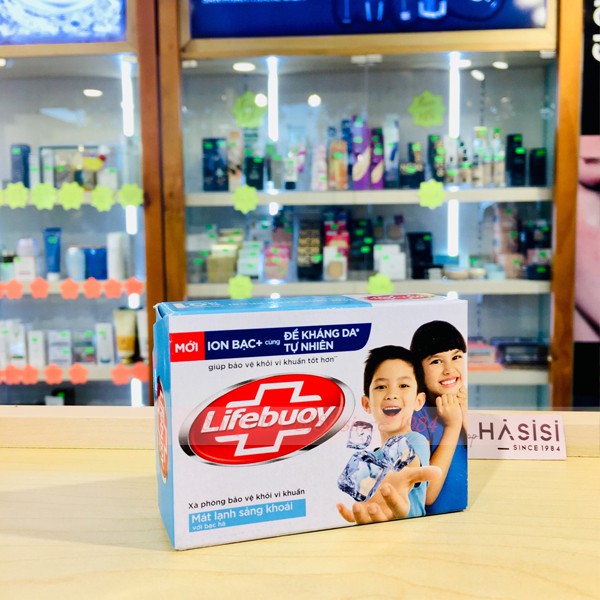 MỚI ION BẠC+ cùng ĐỀ KHÁNG DA*
TỰ NHIÊN
giúp bảo vệ khỏi vi khuẩn tốt hơn**
Lifebuoy
Xà phòng bảo vệ khỏi vi khuẩn
Mát lạnh sảng khoái
với bạc hà
HASISI
SINCE 1984